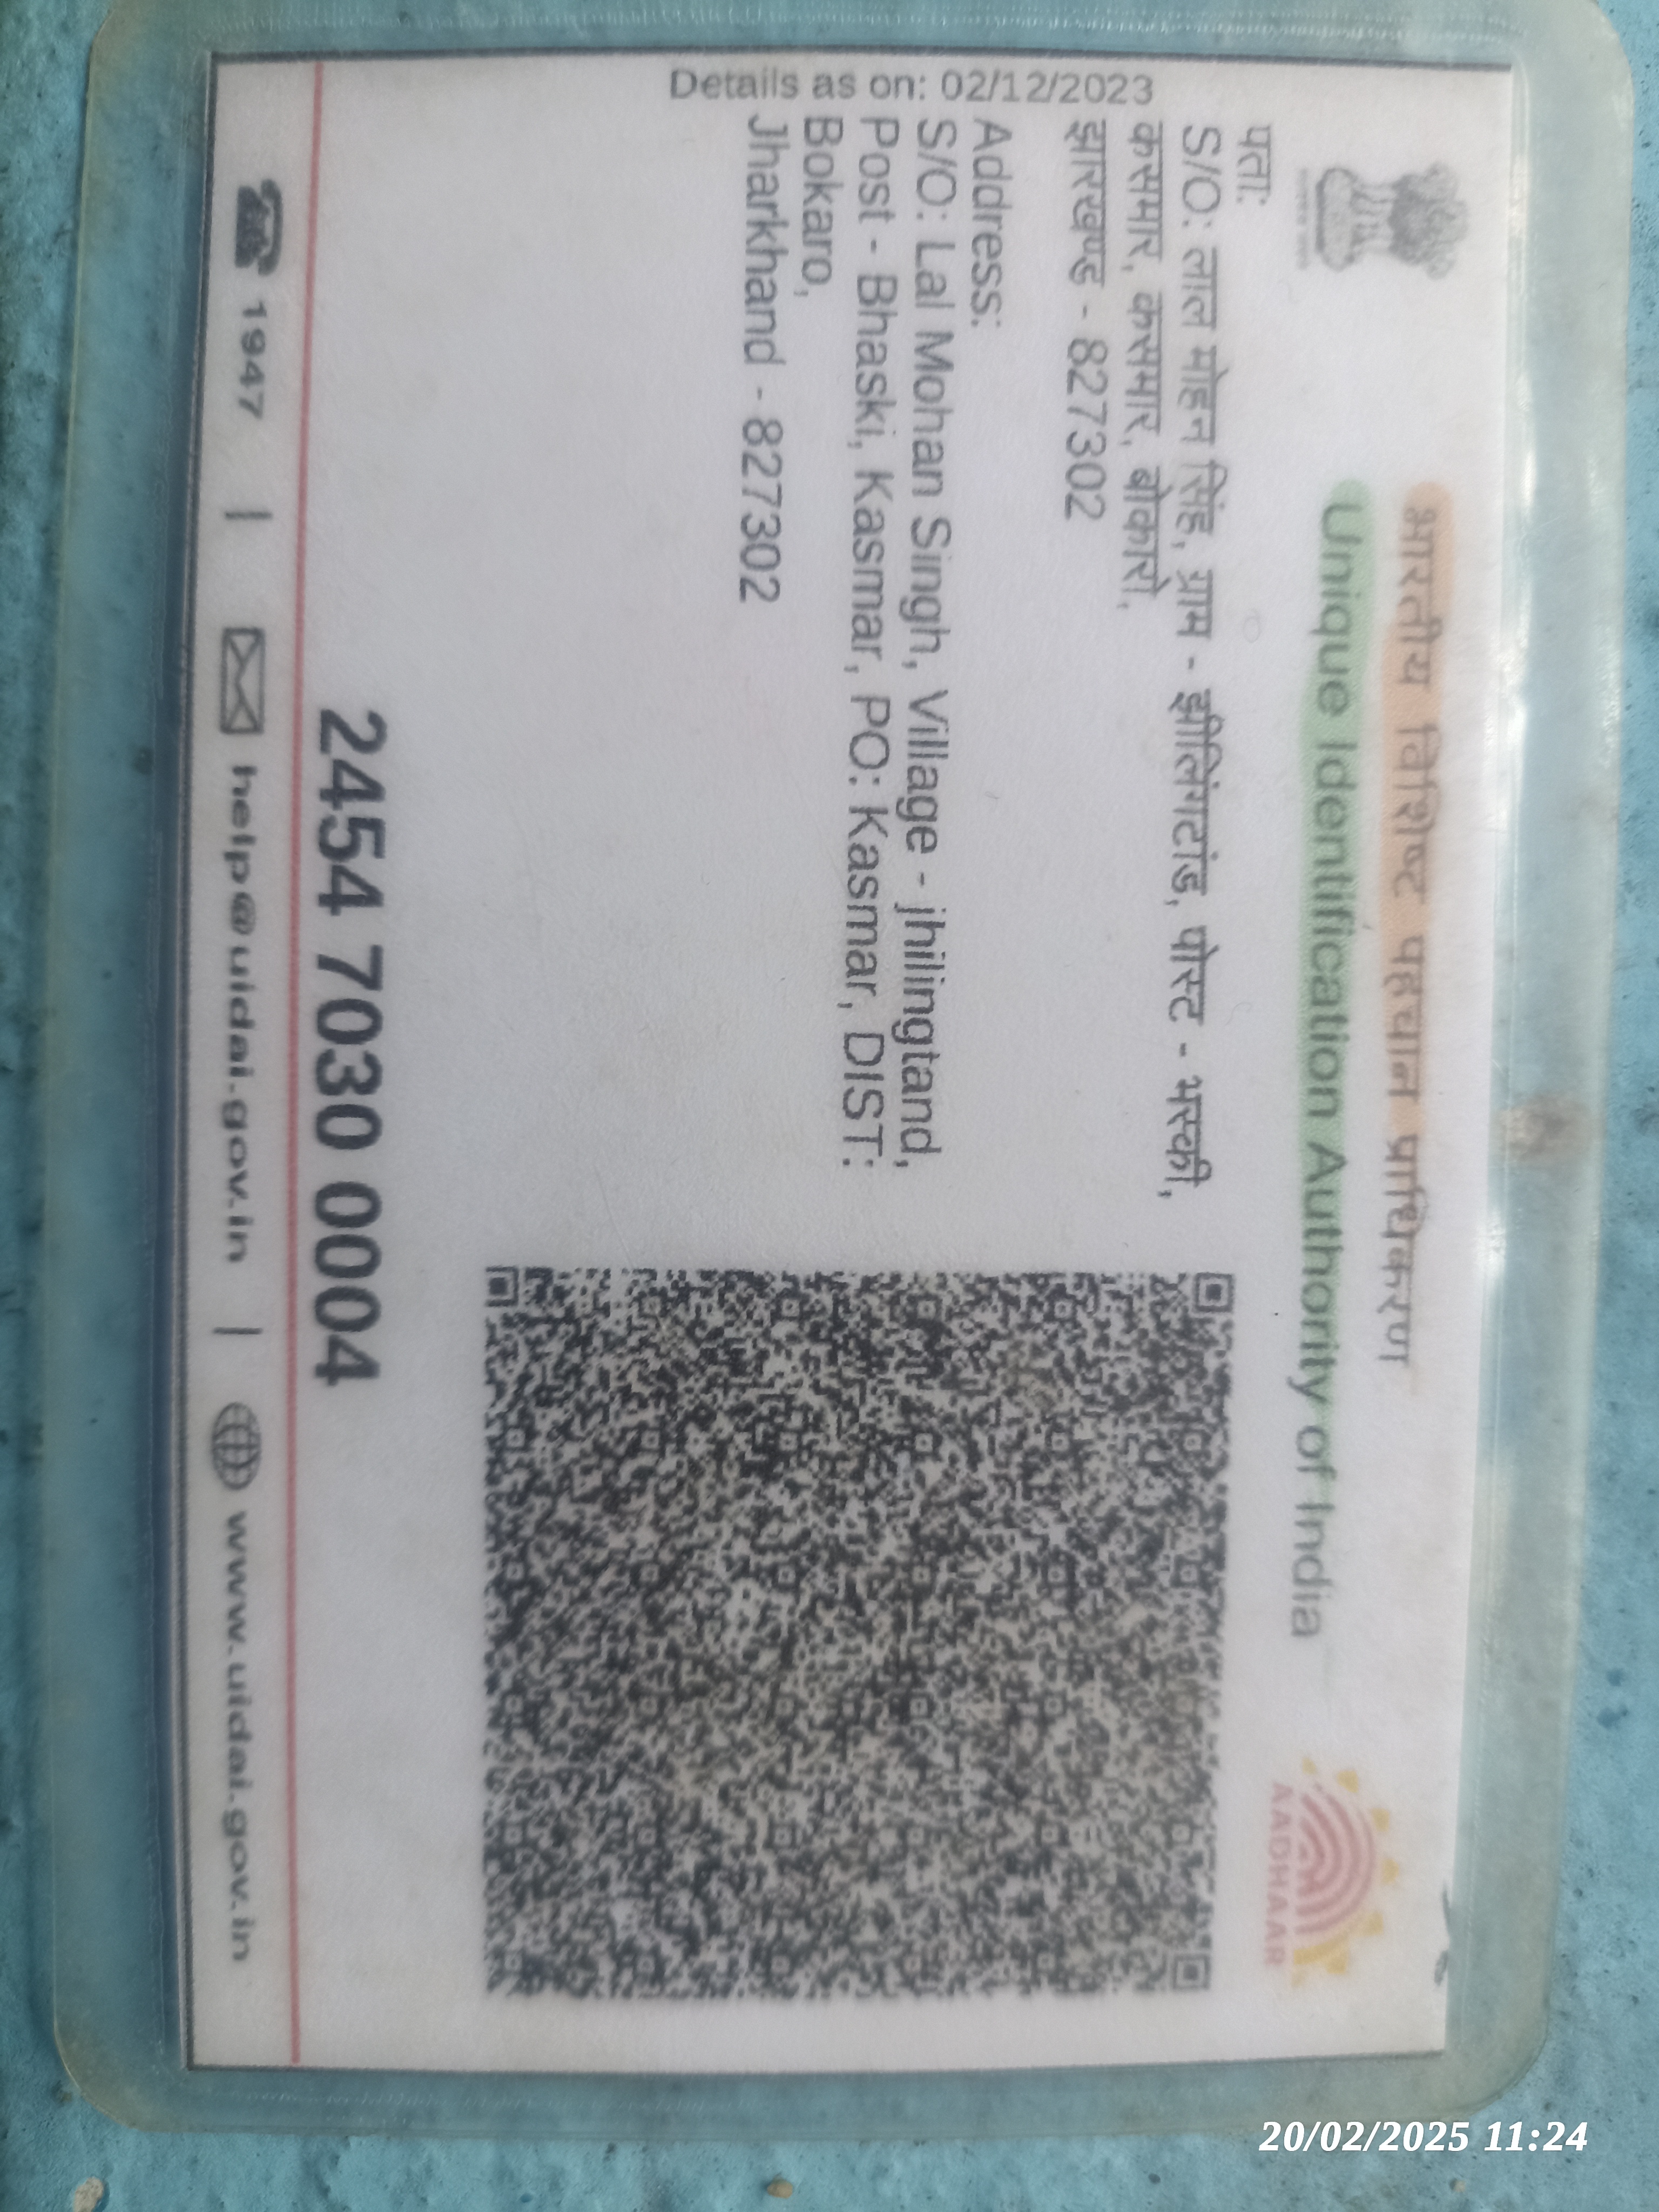 भारतीय विशिष्ट पहचान प्राधिकरण
Unique Identification Authority of India
AADHAAR
Details as on: 02/12/2023
पता:
S/O: लाल मोहन सिंह, ग्राम - झीलिंगटांड, पोस्ट - भस्की,
कसमार, कसमार, बोकारो,
झारखण्ड - 827302
Address:
S/O: Lal Mohan Singh, Village - jhilingtand,
Post - Bhaski, Kasmar, PO: Kasmar, DIST:
Bokaro,
Jharkhand - 827302
2454 7030 0004
1947 | help@uidai.gov.in | www.uidai.gov.in
20/02/2025 11:24